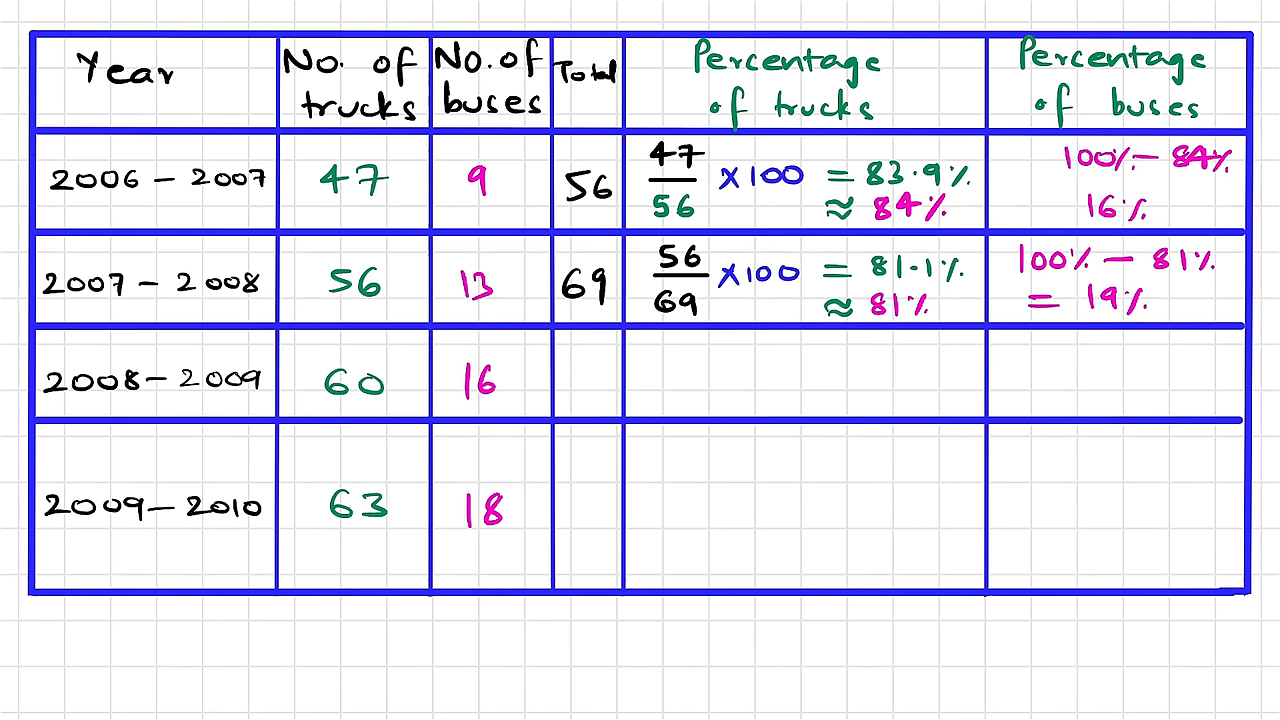 Year No. of trucks No. of buses Total Percentage of trucks Percentage of buses
2006 - 2007 47 9 56 47/56 ×100 = 83.9% ≈ 84% 100% - 84% 16%
2007 - 2008 56 13 69 56/69 ×100 = 81.1% ≈ 81% 100% - 81% = 19%
2008 - 2009 60 16
2009 - 2010 63 18